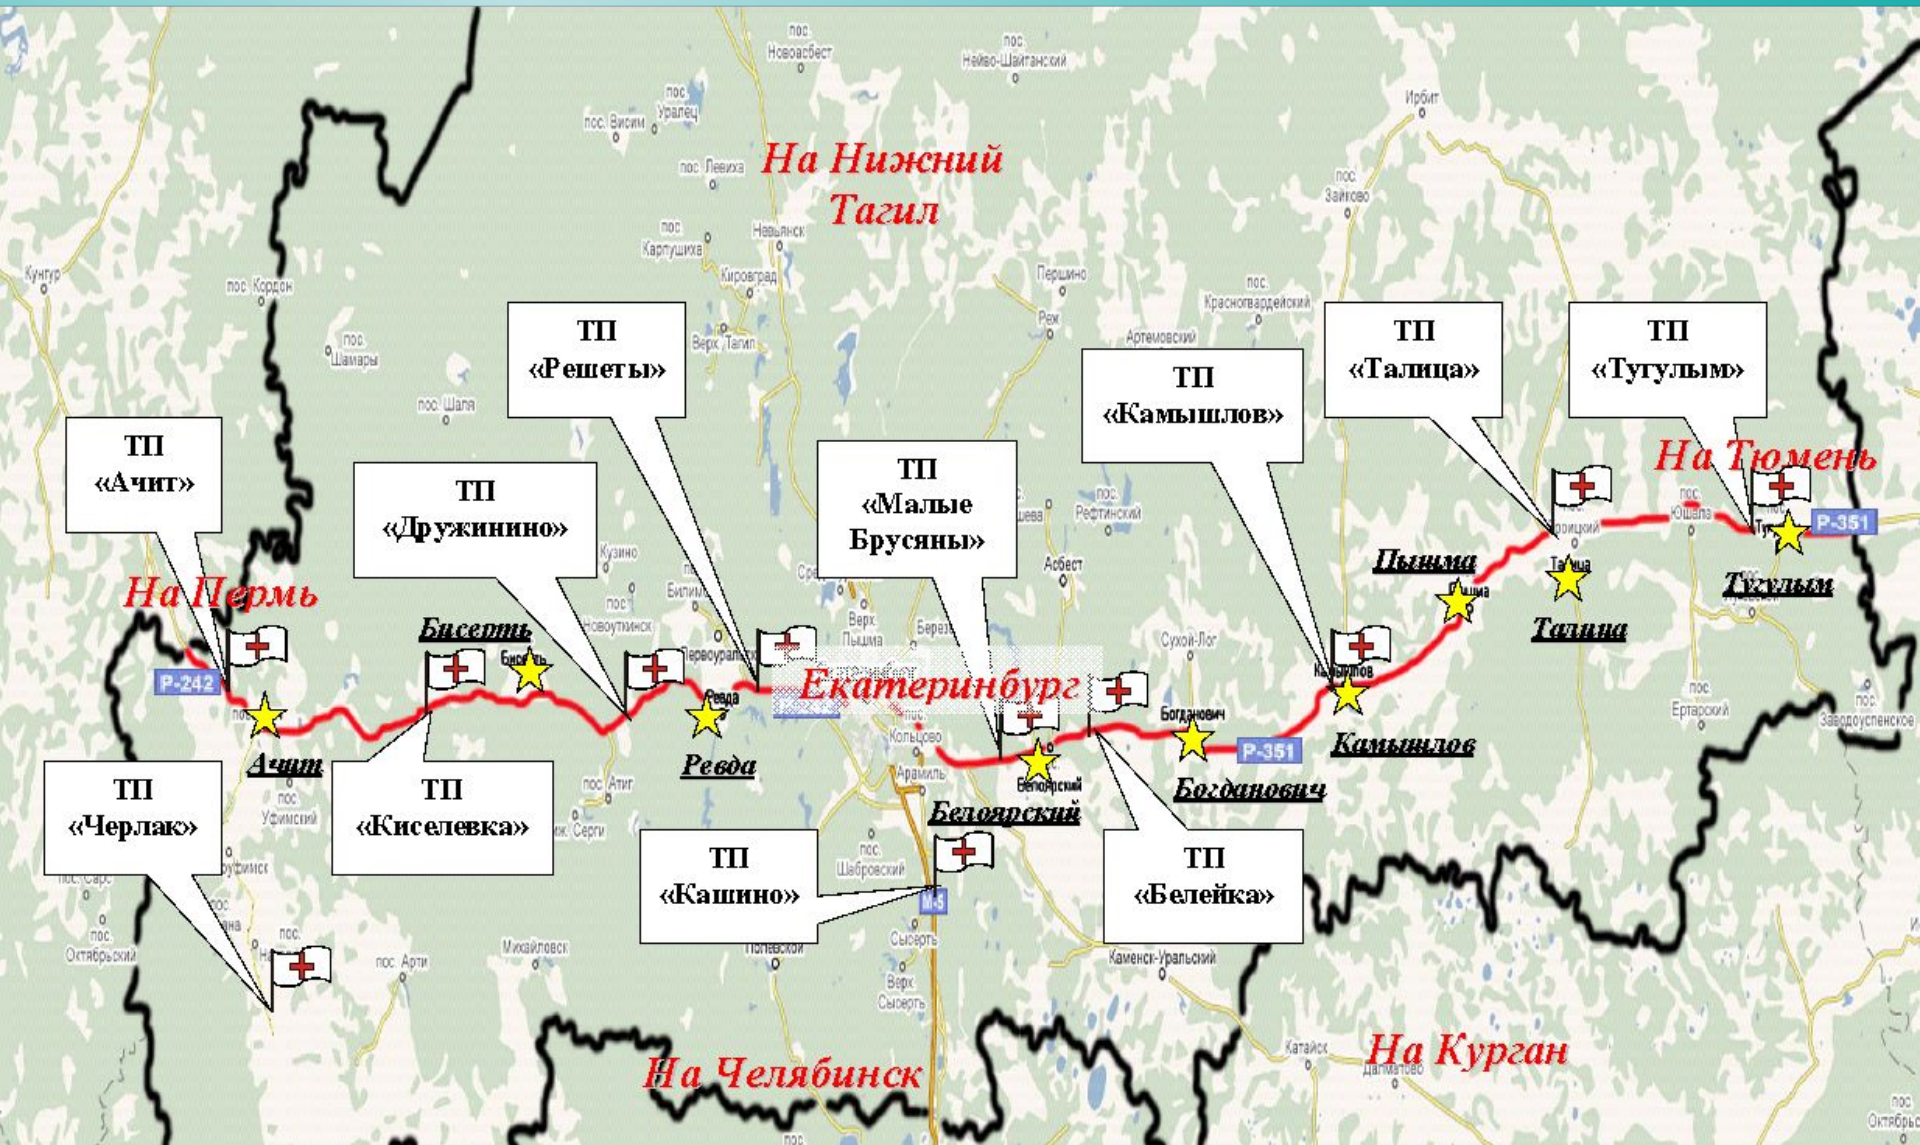 пос.
Новоасбест
пос.
Нейво-Шайтанский
пос.
Уралец
пос. Висим
Ирбит
На Нижний
Тагил
пос. Левиха
пос.
Зайково
пос.
Карпушиха
Невьянск
Кунгур
пос. Кордон
Кировград
Першино
пос.
Красногвардейский
ТП
«Решеты»
Реж
Артемовский
ТП
«Талица»
ТП
«Тугулым»
пос.
Шамары
Верх. Тагил
ТП
«Камышлов»
пос. Шаля
ТП
«Ачит»
ТП
«Дружинино»
ТП
«Малые
Брусяны»
На Тюмень
пос.
Рефтинский
пос.
Юшала
Р-351
Кузино
Асбест
Пышма
Тугулым
На Пермь
пос.
Новоуткинск
Верх.
Пышма
Талица
Бисерть
Сухой-Лог
Первоуральск
Р-242
Екатеринбург
Ревда
Богданович
Камышлов
пос.
Ертарский
Заводоуспенское
пос.
Кольцово
Р-351
Ачит
Ревда
Арамиль
Белоярский
Камышлов
ТП
«Черлак»
пос.
Уфимский
ТП
«Киселевка»
пос. Атиг
Белоярский
Богданович
пос.
Шабровский
ТП
«Кашино»
М-5
ТП
«Белейка»
пос.
Октябрьский
Михайловск
пос. Арти
Полевской
Сысерть
Каменск-Уральский
Верх.
Сысерть
На Челябинск
Катайск
На Курган
Далматово
пос.
пос.